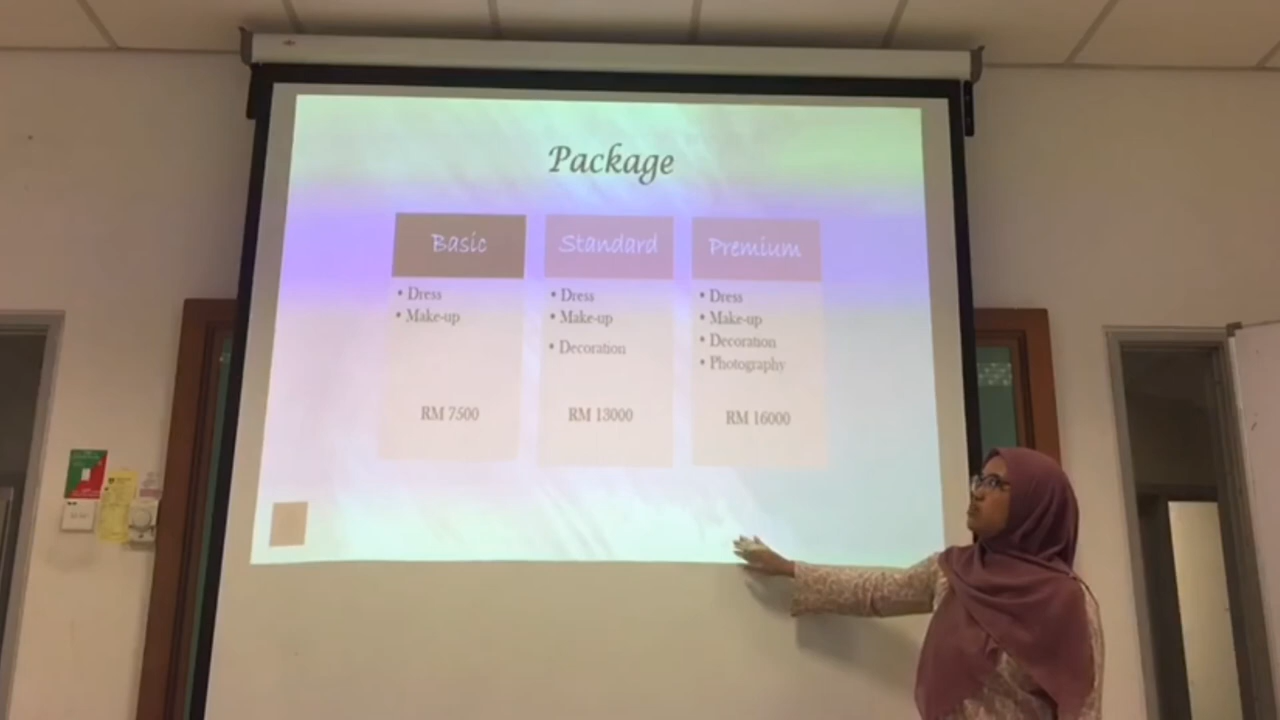 Package
Basic
• Dress
• Make-up
RM 7500
Standard
• Dress
• Make-up
• Decoration
RM 13000
Premium
• Dress
• Make-up
• Decoration
• Photography
RM 16000